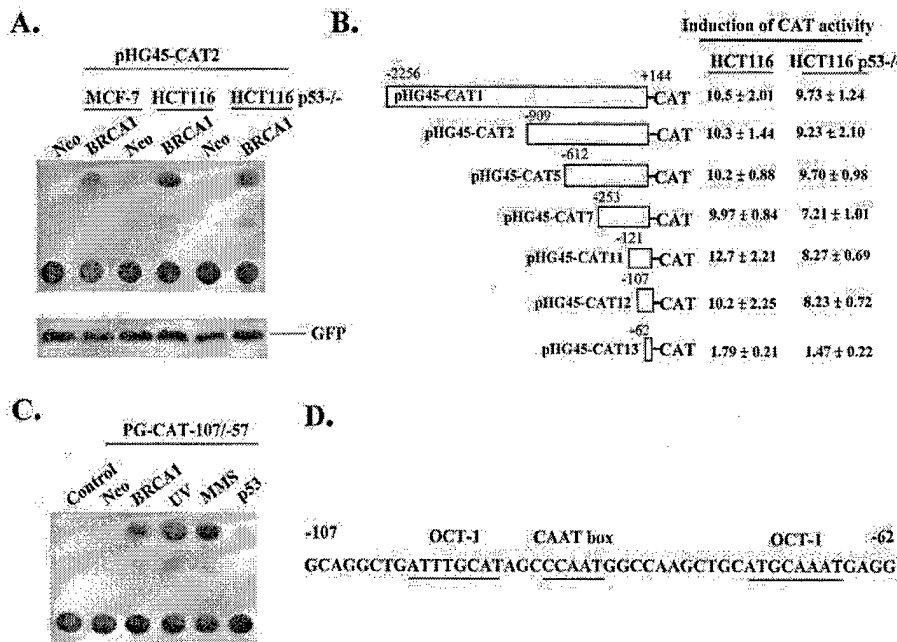 A.
pHG45-CAT2
MCF-7 HCT116 HCT116 p53-/-
Neo BRCA1 Neo BRCA1 Neo BRCA1
GFP
B.
Induction of CAT activity
HCT116 HCT116 p53-/-
-2256 +144
pHG45-CAT1 CAT 10.5 ± 2.01 9.73 ± 1.24
-909
pHG45-CAT2 CAT 10.3 ± 1.44 9.23 ± 2.10
-612
pHG45-CAT5 CAT 10.2 ± 0.88 9.70 ± 0.98
-253
pHG45-CAT7 CAT 9.97 ± 0.84 7.21 ± 1.01
-121
pHG45-CAT11 CAT 12.7 ± 2.21 8.27 ± 0.69
-107
pHG45-CAT12 CAT 10.2 ± 2.25 8.23 ± 0.72
-62
pHG45-CAT13 CAT 1.79 ± 0.21 1.47 ± 0.22
C.
PG-CAT-107/-57
Control Neo BRCA1 UV MMS p53
D.
-107 OCT-1 CAAT box OCT-1 -62
GCAGGCTGATTTGCATAGCCCAATGGCCAAGCTGCATGCAAATGAGG